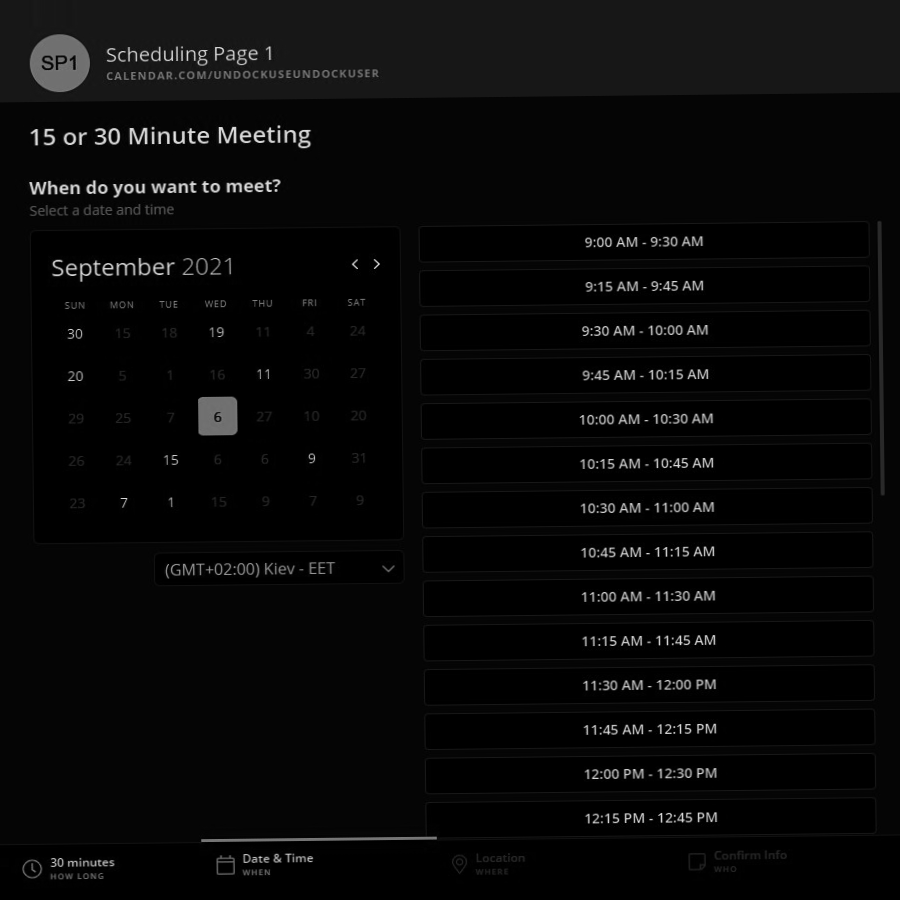 SP1
Scheduling Page 1
CALENDAR.COM/UNDOCKUSEUNDOCKUSER
15 or 30 Minute Meeting
When do you want to meet?
Select a date and time
September 2021
SUN MON TUE WED THU FRI SAT
30 15 18 19 11 4 24
20 5 1 16 11 30 27
29 25 7 6 27 10 20
26 24 15 6 6 9 31
23 7 1 15 9 7 9
(GMT+02:00) Kiev - EET
9:00 AM - 9:30 AM
9:15 AM - 9:45 AM
9:30 AM - 10:00 AM
9:45 AM - 10:15 AM
10:00 AM - 10:30 AM
10:15 AM - 10:45 AM
10:30 AM - 11:00 AM
10:45 AM - 11:15 AM
11:00 AM - 11:30 AM
11:15 AM - 11:45 AM
11:30 AM - 12:00 PM
11:45 AM - 12:15 PM
12:00 PM - 12:30 PM
12:15 PM - 12:45 PM
30 minutes
HOW LONG
Date & Time
WHEN
Location
WHERE
Confirm Info
WHO